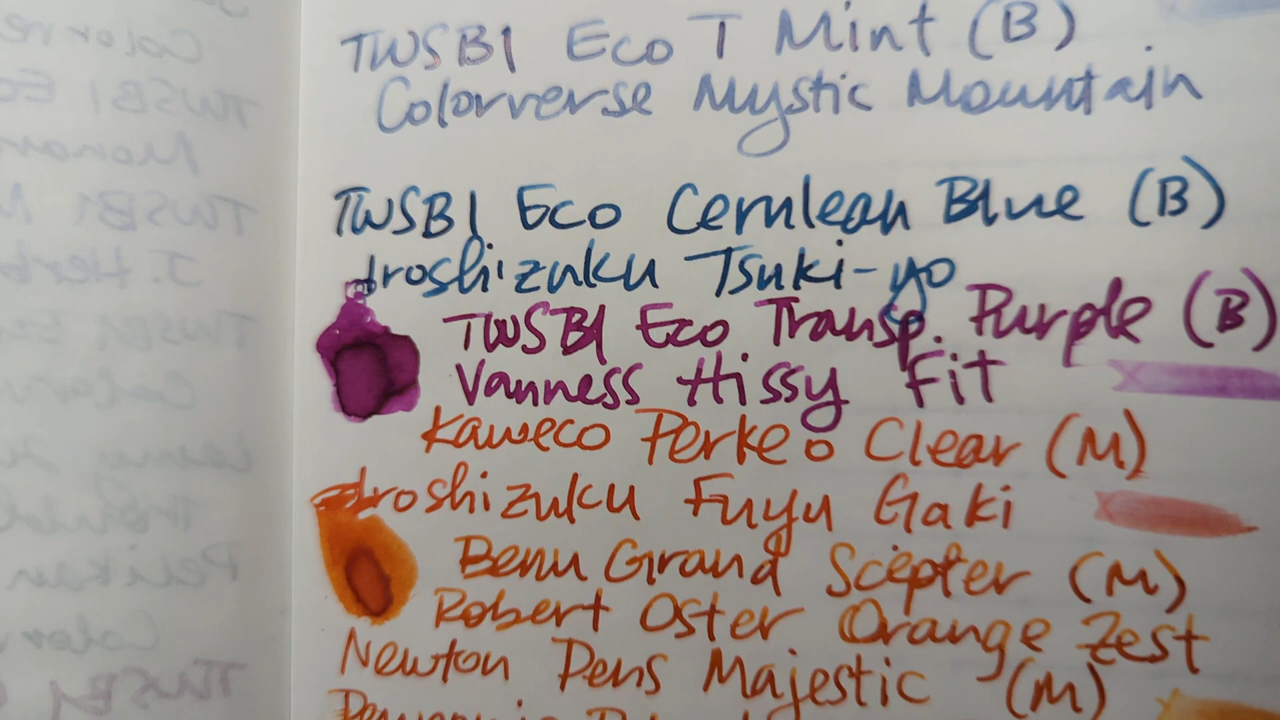 TWSBI Eco T Mint (B)
Colorverse Mystic Mountain
TWSBI Eco Cerulean Blue (B)
Iroshizuku Tsuki-yo
TWSBI Eco Transp. Purple (B)
Vanness Hissy Fit
Kaweco Perkeo Clear (M)
Iroshizuku Fuyu Gaki
Benu Grand Scepter (M)
Robert Oster Orange Zest
Newton Pens Majestic (M)